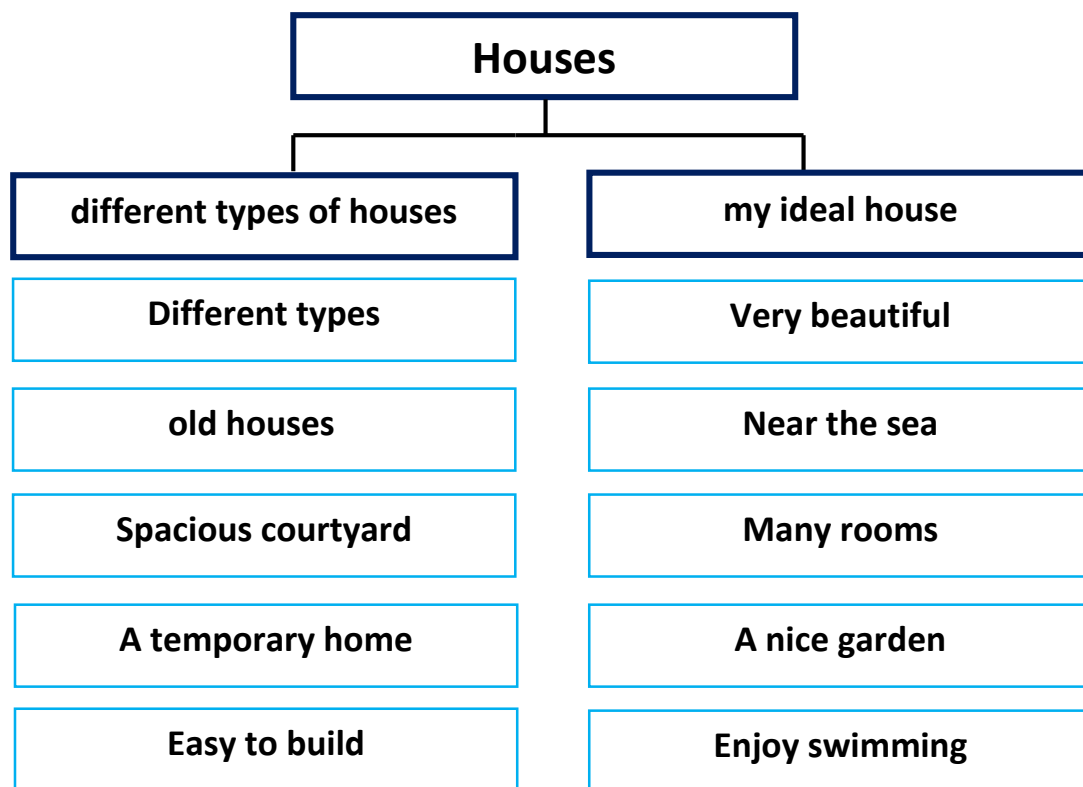 Houses
different types of houses
my ideal house
Different types
Very beautiful
old houses
Near the sea
Spacious courtyard
Many rooms
A temporary home
A nice garden
Easy to build
Enjoy swimming